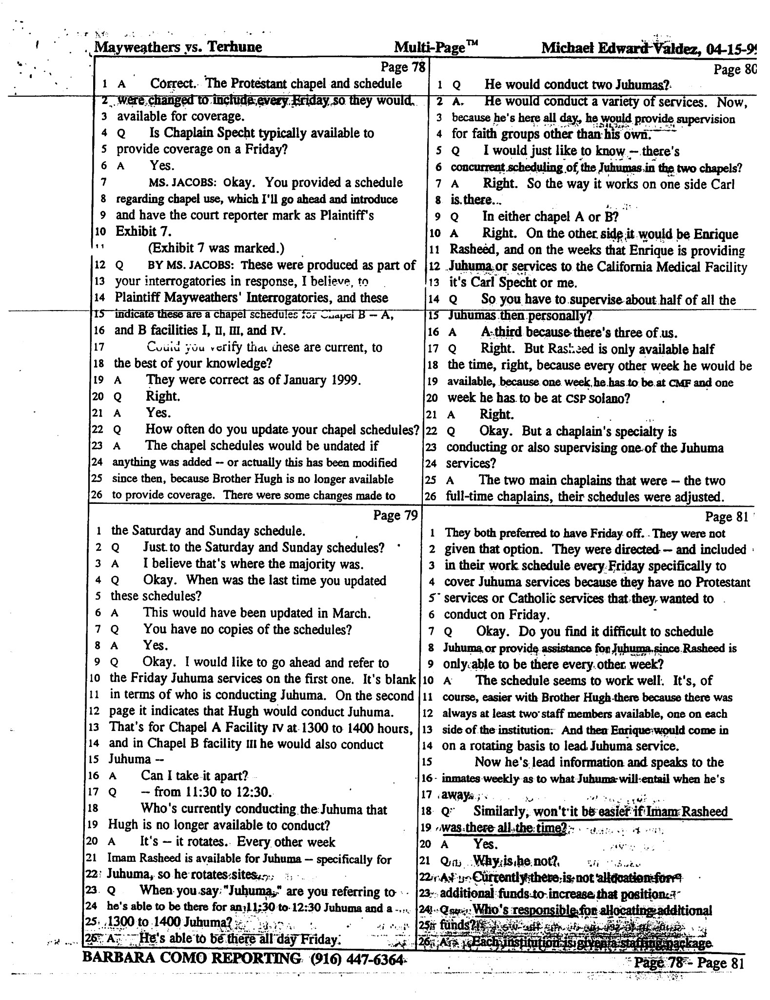 Mayweathers vs. Terhune Multi-Page™ Michael Edward Valdez, 04-15-99
Page 78
1 A Correct. The Protestant chapel and schedule
2 were changed to include every Friday so they would
3 available for coverage.
4 Q Is Chaplain Specht typically available to
5 provide coverage on a Friday?
6 A Yes.
7 MS. JACOBS: Okay. You provided a schedule
8 regarding chapel use, which I'll go ahead and introduce
9 and have the court reporter mark as Plaintiff's
10 Exhibit 7.
11 (Exhibit 7 was marked.)
12 Q BY MS. JACOBS: These were produced as part of
13 your interrogatories in response, I believe, to
14 Plaintiff Mayweathers' Interrogatories, and these
15 indicate these are a chapel schedules for Chapel B -- A,
16 and B facilities I, II, III, and IV.
17 Could you verify that these are current, to
18 the best of your knowledge?
19 A They were correct as of January 1999.
20 Q Right.
21 A Yes.
22 Q How often do you update your chapel schedules?
23 A The chapel schedules would be undated if
24 anything was added -- or actually this has been modified
25 since then, because Brother Hugh is no longer available
26 to provide coverage. There were some changes made to
Page 79
1 the Saturday and Sunday schedule.
2 Q Just to the Saturday and Sunday schedules?
3 A I believe that's where the majority was.
4 Q Okay. When was the last time you updated
5 these schedules?
6 A This would have been updated in March.
7 Q You have no copies of the schedules?
8 A Yes.
9 Q Okay. I would like to go ahead and refer to
10 the Friday Juhuma services on the first one. It's blank
11 in terms of who is conducting Juhuma. On the second
12 page it indicates that Hugh would conduct Juhuma.
13 That's for Chapel A Facility IV at 1300 to 1400 hours,
14 and in Chapel B facility III he would also conduct
15 Juhuma --
16 A Can I take it apart?
17 Q -- from 11:30 to 12:30.
18 Who's currently conducting the Juhuma that
19 Hugh is no longer available to conduct?
20 A It's -- it rotates. Every other week
21 Imam Rasheed is available for Juhuma -- specifically for
22 Juhuma, so he rotates sites.
23 Q When you say "Juhuma," are you referring to
24 he's able to be there for an 11:30 to 12:30 Juhuma and a
25 1300 to 1400 Juhuma?
26 A He's able to be there all day Friday.
Page 80
1 Q He would conduct two Juhumas?
2 A. He would conduct a variety of services. Now,
3 because he's here all day, he would provide supervision
4 for faith groups other than his own.
5 Q I would just like to know -- there's
6 concurrent scheduling of the Juhumas in the two chapels?
7 A Right. So the way it works on one side Carl
8 is there...
9 Q In either chapel A or B?
10 A Right. On the other side it would be Enrique
11 Rasheed, and on the weeks that Enrique is providing
12 Juhuma or services to the California Medical Facility
13 it's Carl Specht or me.
14 Q So you have to supervise about half of all the
15 Juhumas then personally?
16 A A third because there's three of us.
17 Q Right. But Rasheed is only available half
18 the time, right, because every other week he would be
19 available, because one week he has to be at CMF and one
20 week he has to be at CSP Solano?
21 A Right.
22 Q Okay. But a chaplain's specialty is
23 conducting or also supervising one of the Juhuma
24 services?
25 A The two main chaplains that were -- the two
26 full-time chaplains, their schedules were adjusted.
Page 81
1 They both preferred to have Friday off. They were not
2 given that option. They were directed -- and included
3 in their work schedule every Friday specifically to
4 cover Juhuma services because they have no Protestant
5 services or Catholic services that they wanted to
6 conduct on Friday.
7 Q Okay. Do you find it difficult to schedule
8 Juhuma or provide assistance for Juhuma since Rasheed is
9 only able to be there every other week?
10 A The schedule seems to work well. It's, of
11 course, easier with Brother Hugh there because there was
12 always at least two staff members available, one on each
13 side of the institution. And then Enrique would come in
14 on a rotating basis to lead Juhuma service.
15 Now he's lead information and speaks to the
16 inmates weekly as to what Juhuma will entail when he's
17 away.
18 Q Similarly, won't it be easier if Imam Rasheed
19 was there all the time?
20 A Yes.
21 Q Why is he not?
22 A Currently there is not allocation for
23 additional funds to increase that position.
24 Q Who's responsible for allocating additional
25 funds?
26 A Each institution is given a staffing package
BARBARA COMO REPORTING (916) 447-6364 Page 78 - Page 81